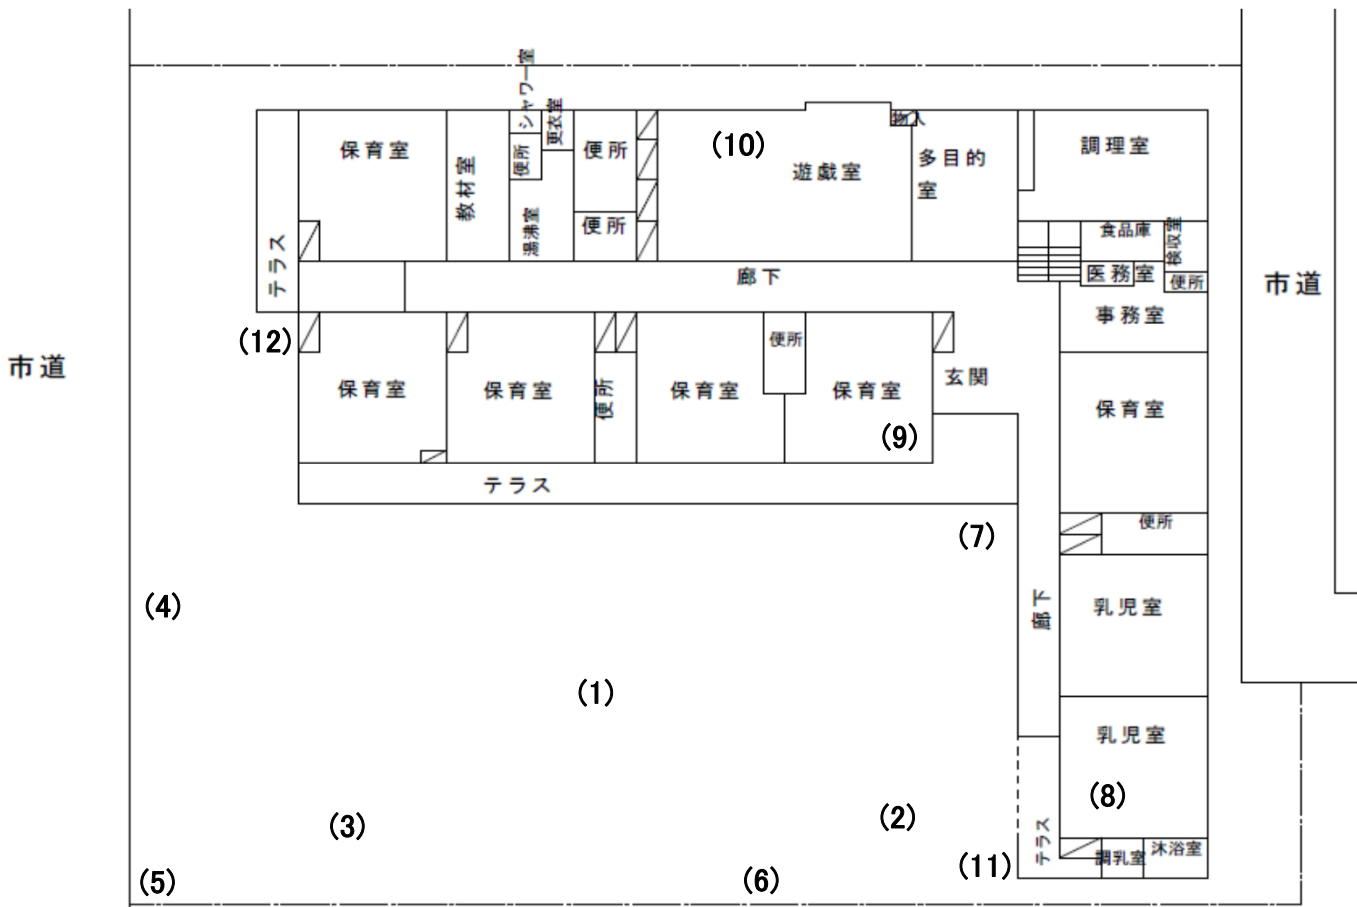 シャワー室
更衣室
物入
保育室
教材室
便所
湯沸室
便所
便所
(10)
遊戯室
多目的
室
調理室
食品庫
検収室
テラス
廊下
医務室
便所
市道
事務室
(12)
市道
保育室
保育室
便所
保育室
便所
保育室
(9)
玄関
保育室
テラス
(7)
便所
(4)
廊下
乳児室
(1)
乳児室
(8)
(3)
(2)
テラス
調乳室
沐浴室
(5)
(6)
(11)